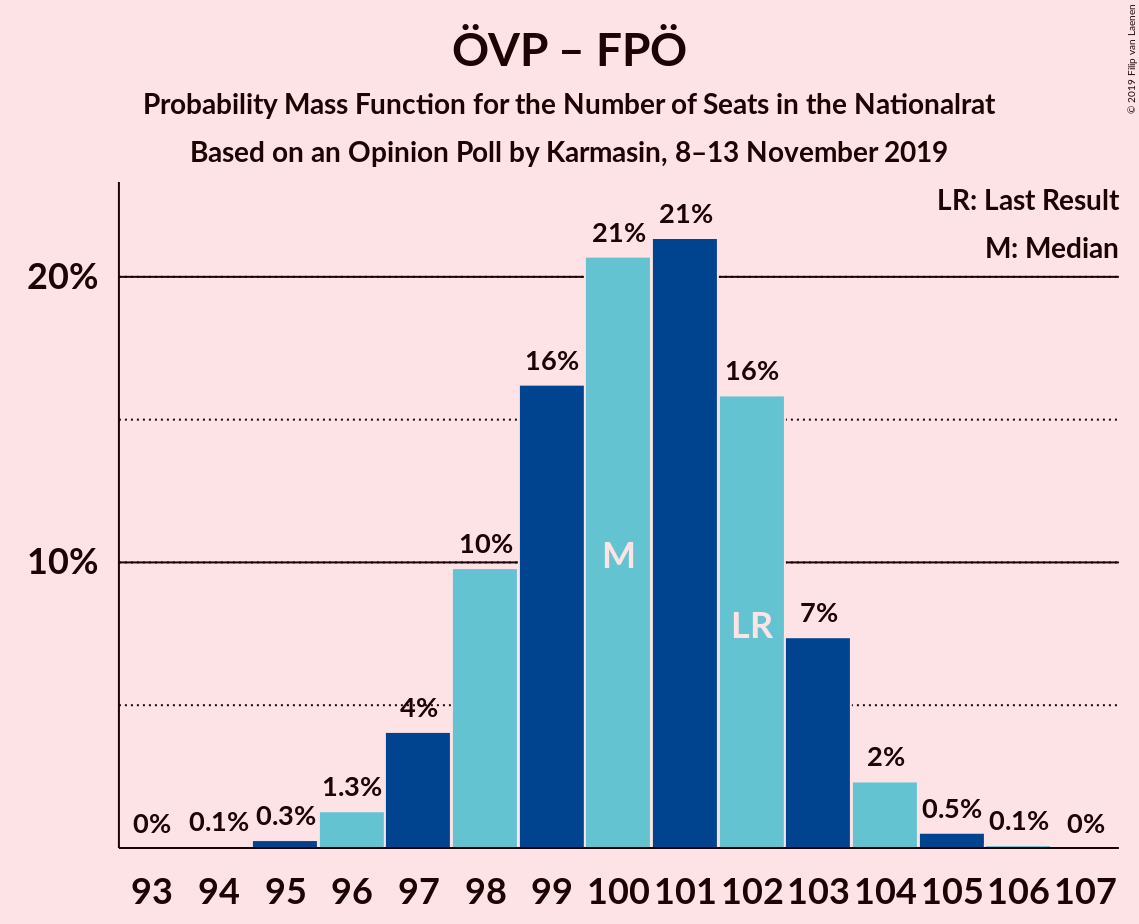 ÖVP – FPÖ
Probability Mass Function for the Number of Seats in the Nationalrat
Based on an Opinion Poll by Karmasin, 8–13 November 2019
© 2019 Filip van Laenen
LR: Last Result
M: Median
20%
10%
0%
0.1%
0.3%
1.3%
4%
10%
16%
21%
21%
16%
7%
2%
0.5%
0.1%
0%
M
LR
93 94 95 96 97 98 99 100 101 102 103 104 105 106 107